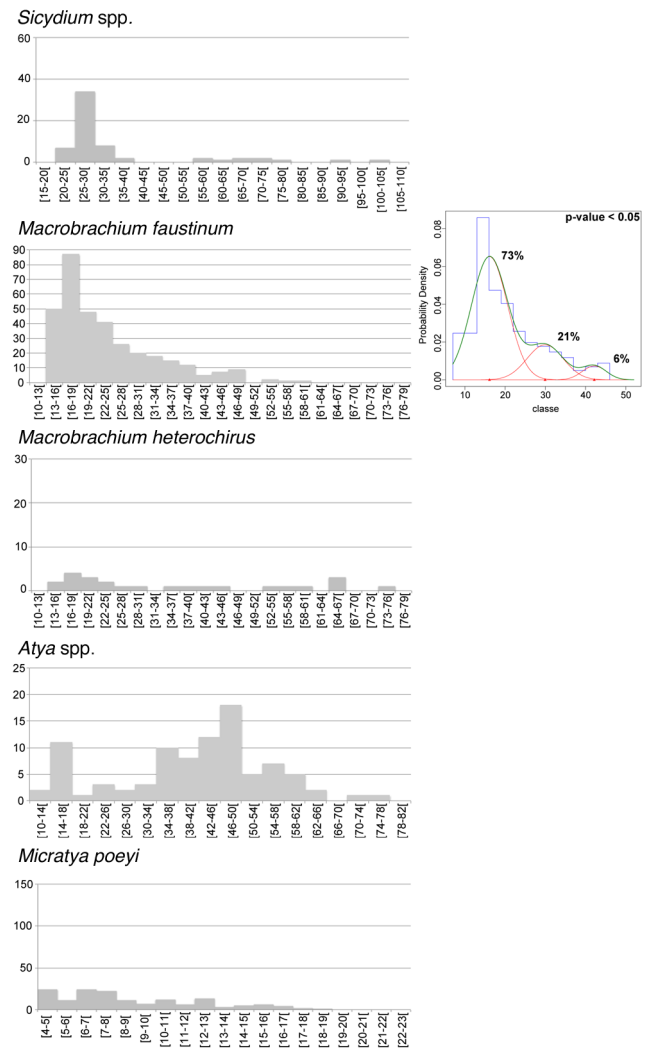 Sicydium spp.
60
40
20
0
[15-20[ [20-25[ [25-30[ [30-35[ [35-40[ [40-45[ [45-50[ [50-55[ [55-60[ [60-65[ [65-70[ [70-75[ [75-80[ [80-85[ [85-90[ [90-95[ [95-100[ [100-105[ [105-110[
Macrobrachium faustinum
90
80
70
60
50
40
30
20
10
0
[10-13[ [13-16[ [16-19[ [19-22[ [22-25[ [25-28[ [28-31[ [31-34[ [34-37[ [37-40[ [40-43[ [43-46[ [46-49[ [49-52[ [52-55[ [55-58[ [58-61[ [61-64[ [64-67[ [67-70[ [70-73[ [73-76[ [76-79[
p-value < 0.05
73%
21%
6%
Probability Density
0.08
0.06
0.04
0.02
0.00
10 20 30 40 50
classe
Macrobrachium heterochirus
30
20
10
0
[10-13[ [13-16[ [16-19[ [19-22[ [22-25[ [25-28[ [28-31[ [31-34[ [34-37[ [37-40[ [40-43[ [43-46[ [46-49[ [49-52[ [52-55[ [55-58[ [58-61[ [61-64[ [64-67[ [67-70[ [70-73[ [73-76[ [76-79[
Atya spp.
25
20
15
10
5
0
[10-14[ [14-18[ [18-22[ [22-26[ [26-30[ [30-34[ [34-38[ [38-42[ [42-46[ [46-50[ [50-54[ [54-58[ [58-62[ [62-66[ [66-70[ [70-74[ [74-78[ [78-82[
Micratya poeyi
150
100
50
0
[4-5[ [5-6[ [6-7[ [7-8[ [8-9[ [9-10[ [10-11[ [11-12[ [12-13[ [13-14[ [14-15[ [15-16[ [16-17[ [17-18[ [18-19[ [19-20[ [20-21[ [21-22[ [22-23[